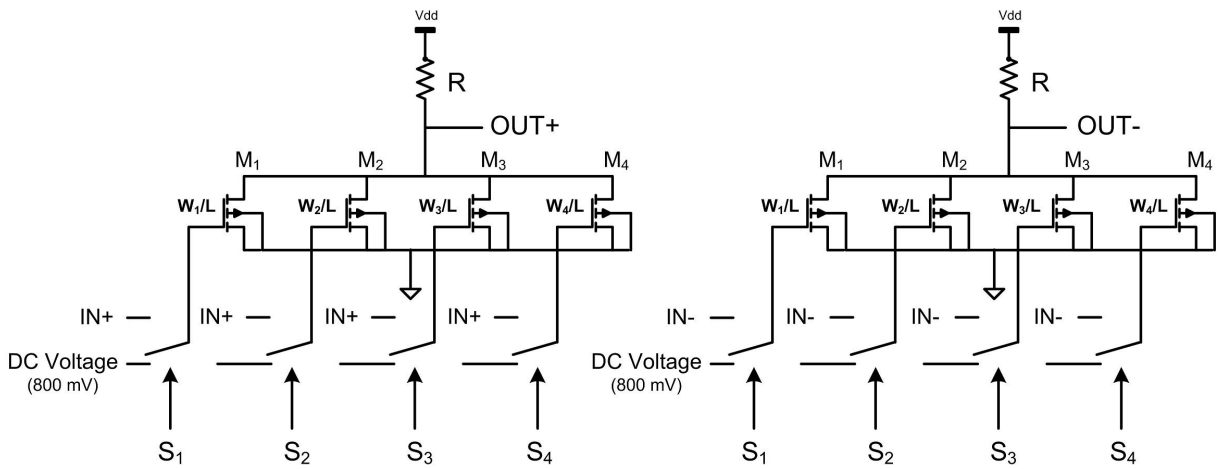 Vdd Vdd
R R
OUT+ OUT-
M₁ M₂ M₃ M₄ M₁ M₂ M₃ M₄
W₁/L W₂/L W₃/L W₄/L W₁/L W₂/L W₃/L W₄/L
IN+ IN+ IN+ IN+ IN- IN- IN- IN-
DC Voltage DC Voltage
(800 mV) (800 mV)
S₁ S₂ S₃ S₄ S₁ S₂ S₃ S₄